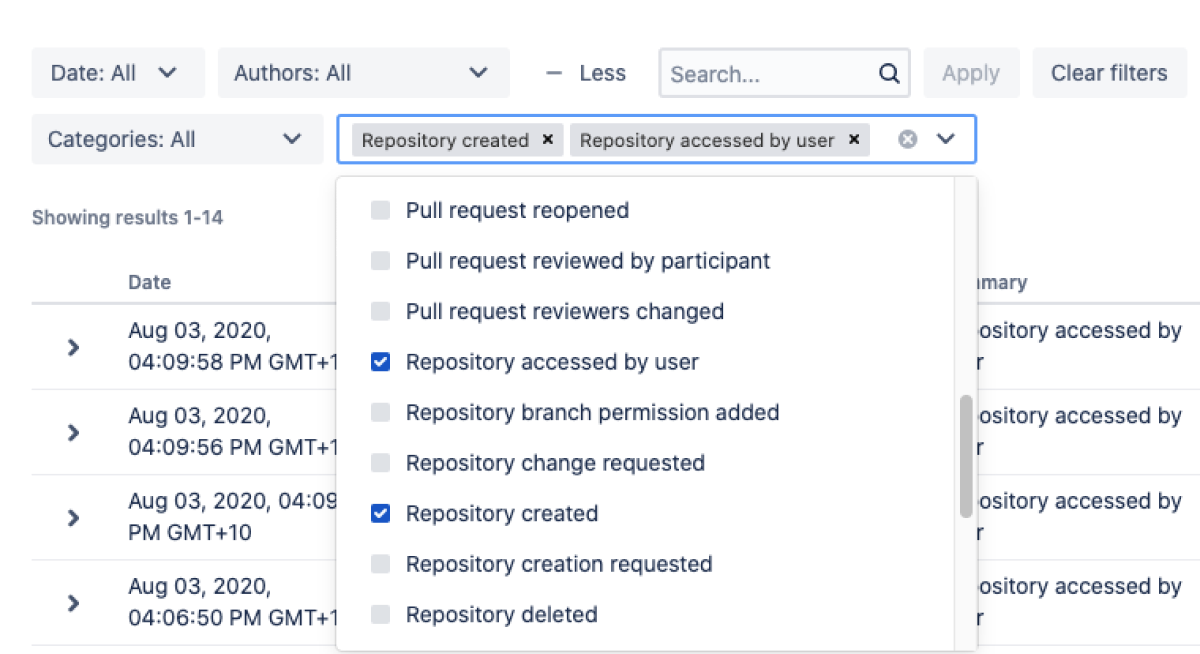 Date: All
Authors: All
Less
Search...
Apply
Clear filters
Categories: All
Repository created
Repository accessed by user
Showing results 1-14
Pull request reopened
Pull request reviewed by participant
Pull request reviewers changed
Repository accessed by user
Repository branch permission added
Repository change requested
Repository created
Repository creation requested
Repository deleted
Date
Aug 03, 2020,
04:09:58 PM GMT+1
accessed by
Aug 03, 2020,
04:09:56 PM GMT+1
accessed by
Aug 03, 2020, 04:09
PM GMT+10
accessed by
Aug 03, 2020,
04:06:50 PM GMT+1
accessed by